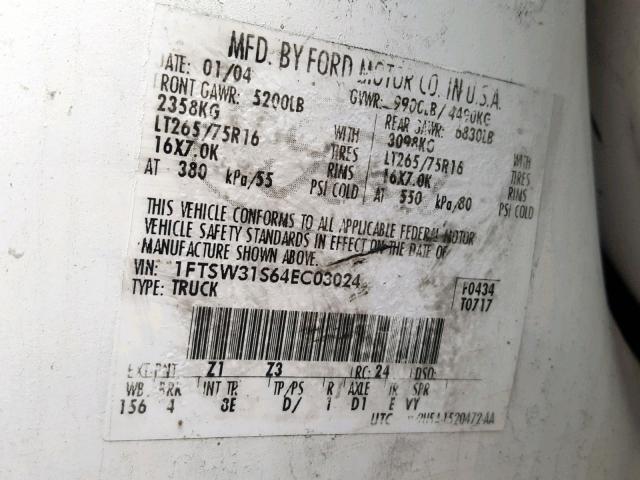 MFD. BY FORD MOTOR CO. IN U.S.A.
DATE: 01/04 GVWR: 9900LB/ 4490KG
FRONT GAWR: 5200LB REAR GAWR: 6830LB
2358KG 3098KG
LT265/75R16 WITH TIRES LT265/75R16 WITH TIRES
16X7.0K RIMS 16X7.0K RIMS
AT 380 kPa/55 PSI COLD AT 550 kPa/80 PSI COLD
THIS VEHICLE CONFORMS TO ALL APPLICABLE FEDERAL MOTOR
VEHICLE SAFETY STANDARDS IN EFFECT ON THE DATE OF
MANUFACTURE SHOWN ABOVE.
VIN: 1FTSW31S64EC03024
TYPE: TRUCK
F0434
T0717
EXT PNT Z1 Z3 RC: 24 DSO:
WB BRK INT TR TP/PS R AXLE TR SPR
156 4 3E D/ 1 D1 E VY
UTC